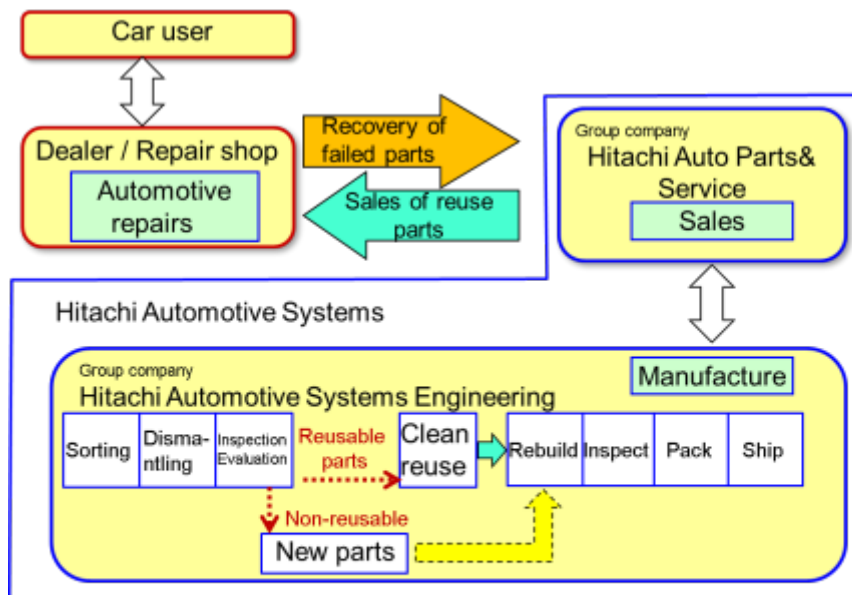 Car user
Dealer / Repair shop
Automotive
repairs
Recovery of
failed parts
Sales of reuse
parts
Group company
Hitachi Auto Parts&
Service
Sales
Hitachi Automotive Systems
Group company
Hitachi Automotive Systems Engineering
Manufacture
Sorting
Disma-
ntling
Inspection
Evaluation
Reusable
parts
Clean
reuse
Rebuild
Inspect
Pack
Ship
Non-reusable
New parts